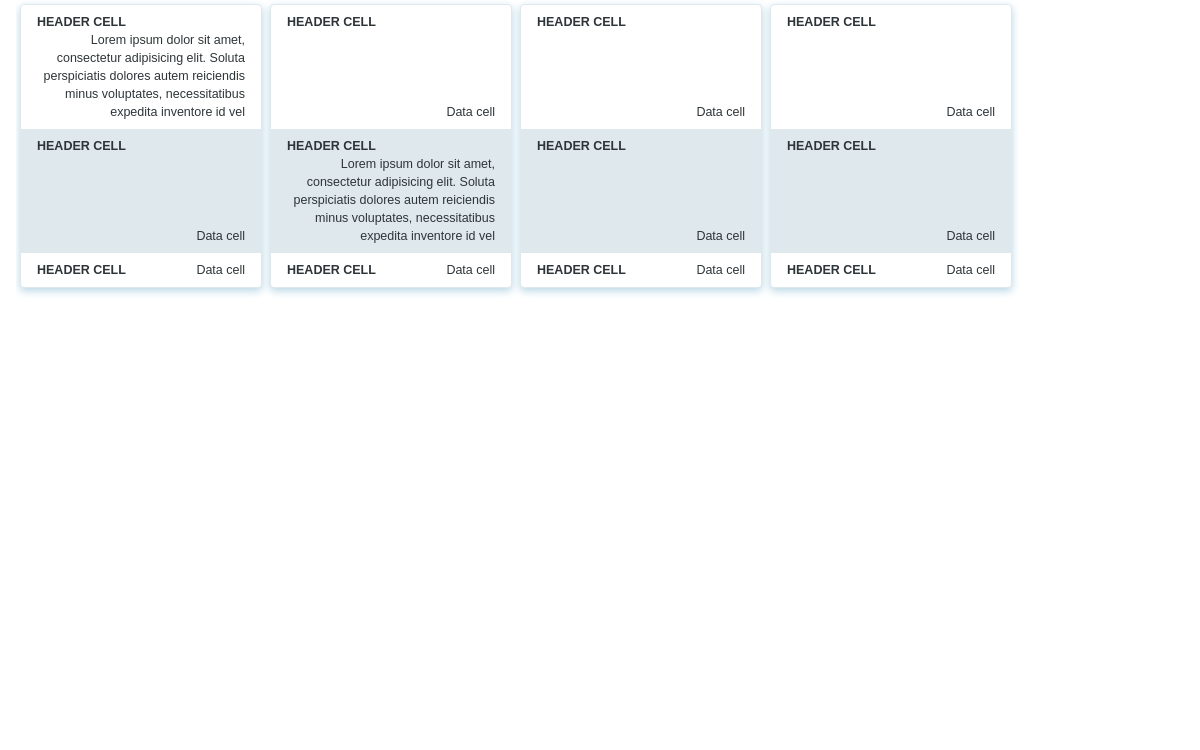 HEADER CELL
Lorem ipsum dolor sit amet,
consectetur adipisicing elit. Soluta
perspiciatis dolores autem reiciendis
minus voluptates, necessitatibus
expedita inventore id vel
HEADER CELL
Data cell
HEADER CELL
Data cell
HEADER CELL
Data cell
HEADER CELL
Data cell
HEADER CELL
Lorem ipsum dolor sit amet,
consectetur adipisicing elit. Soluta
perspiciatis dolores autem reiciendis
minus voluptates, necessitatibus
expedita inventore id vel
HEADER CELL
Data cell
HEADER CELL
Data cell
HEADER CELL Data cell
HEADER CELL Data cell
HEADER CELL Data cell
HEADER CELL Data cell